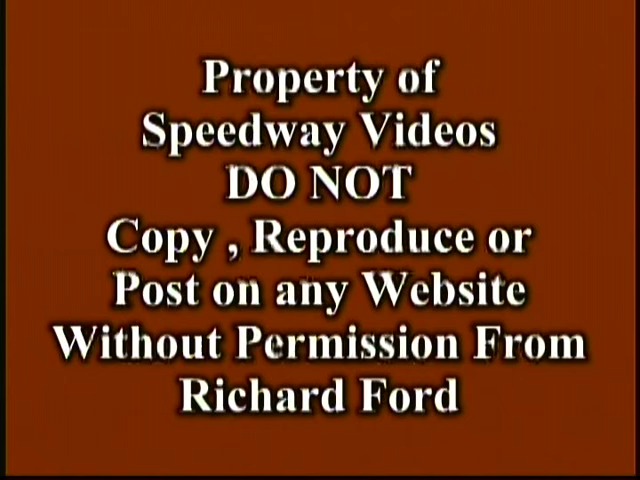 Property of
Speedway Videos
DO NOT
Copy , Reproduce or
Post on any Website
Without Permission From
Richard Ford